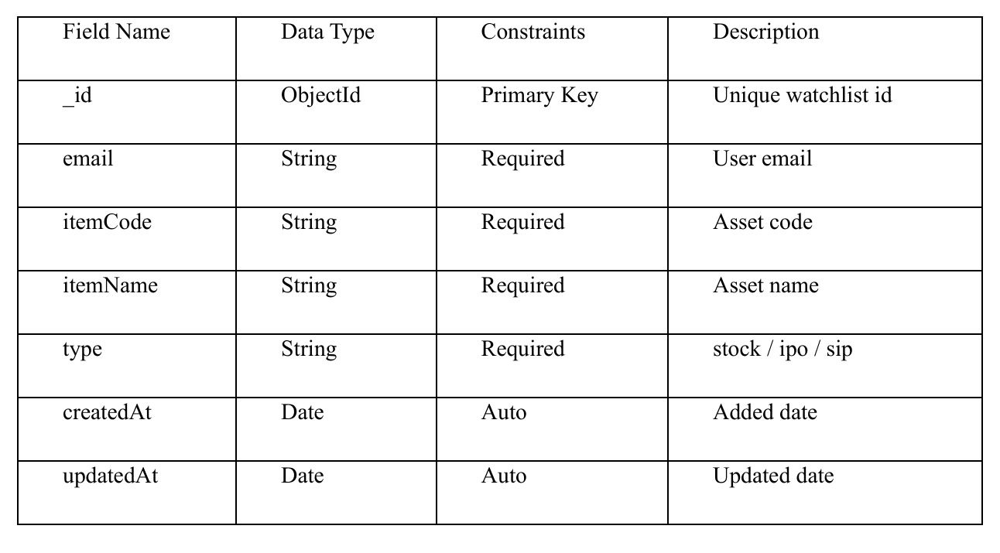 Field Name Data Type Constraints Description
_id ObjectId Primary Key Unique watchlist id
email String Required User email
itemCode String Required Asset code
itemName String Required Asset name
type String Required stock / ipo / sip
createdAt Date Auto Added date
updatedAt Date Auto Updated date